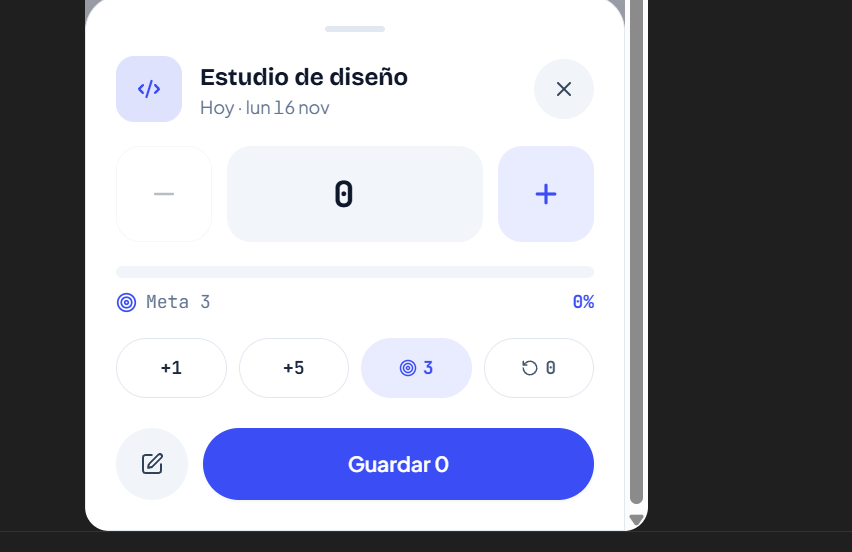 Estudio de diseño
Hoy · lun 16 nov
0
Meta 3
0%
+1
+5
3
0
Guardar 0